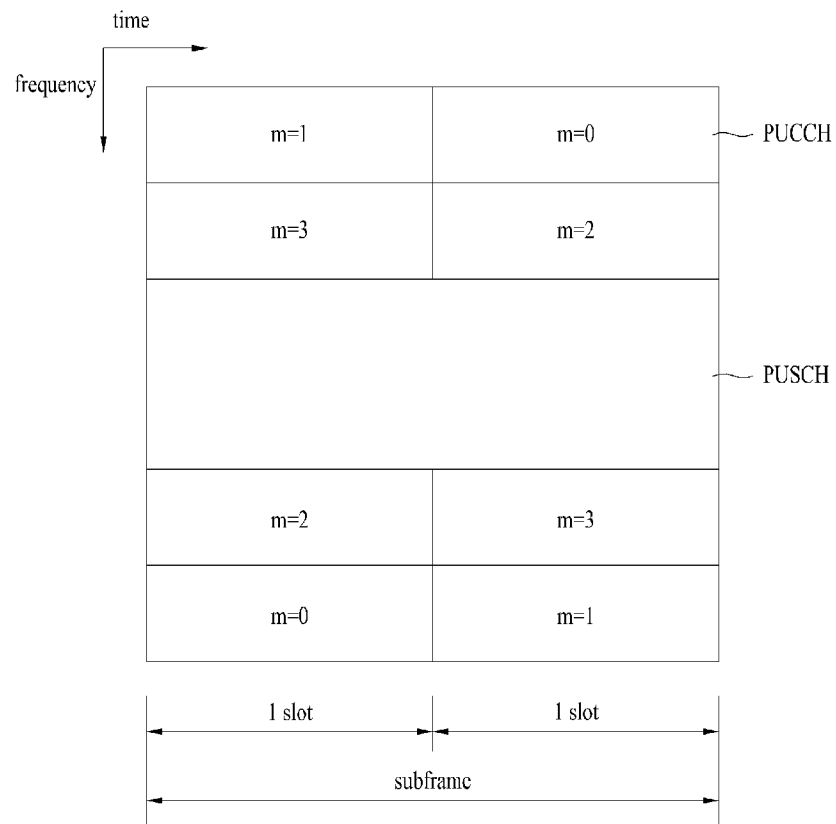 time
frequency
m=1 m=0 PUCCH
m=3 m=2
PUSCH
m=2 m=3
m=0 m=1
1 slot 1 slot
subframe